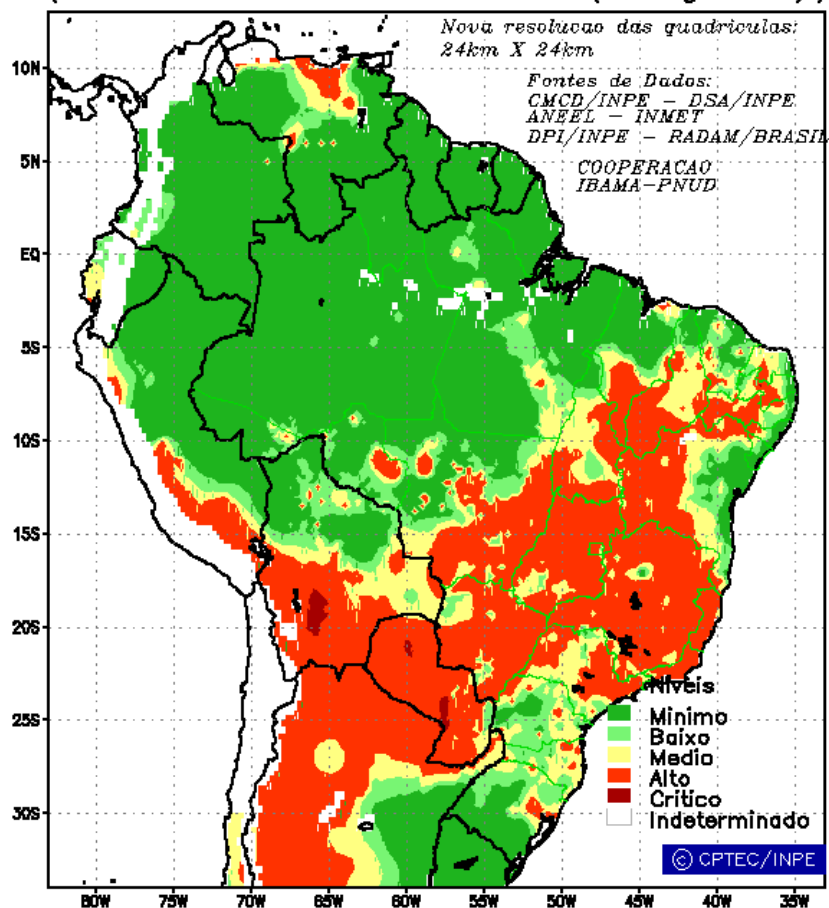 Nova resolucao das quadriculas:
24km X 24km
Fontes de Dados:
CMCD/INPE - DSA/INPE
ANEEL - INMET
DPI/INPE - RADAM/BRASIL
COOPERACAO
IBAMA-PNUD
10N
5N
EQ
5S
10S
15S
20S
25S
30S
Niveis
Minimo
Baixo
Medio
Alto
Crítico
Indeterminado
© CPTEC/INPE
80W 75W 70W 65W 60W 55W 50W 45W 40W 35W